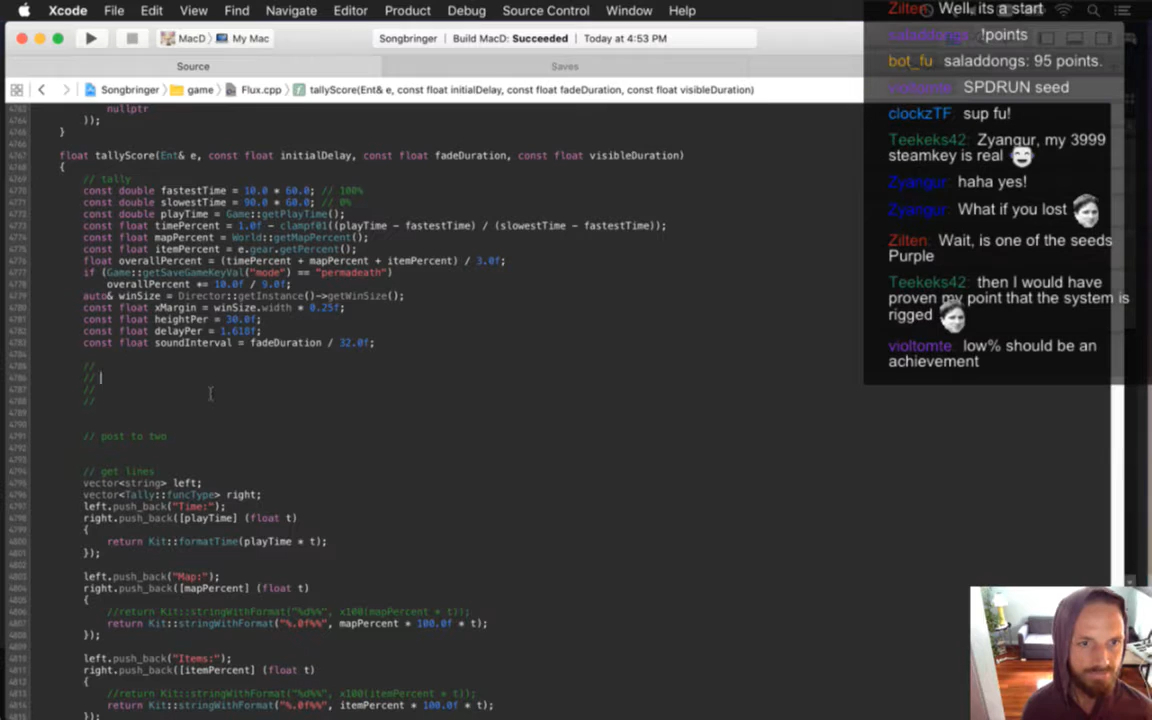 Xcode File Edit View Find Navigate Editor Product Debug Source Control Window Help
MacD My Mac
Songbringer Build MacD: Succeeded Today at 4:53 PM
Source Saves
Songbringer game Flux.cpp tallyScore(Ent& e, const float initialDelay, const float fadeDuration, const float visibleDuration)
nullptr
));
}
float tallyScore(Ent& e, const float initialDelay, const float fadeDuration, const float visibleDuration)
{
// tally
const double fastestTime = 10.0 * 60.0; // 100%
const double slowestTime = 90.0 * 60.0; // 0%
const double playTime = Game::getPlayTime();
const float timePercent = 1.0f - clampf01((playTime - fastestTime) / (slowestTime - fastestTime));
const float mapPercent = World::getMapPercent();
const float itemPercent = e.gear.getPercent();
float overallPercent = (timePercent + mapPercent + itemPercent) / 3.0f;
if (Game::getSaveGameKeyVal("mode") == "permadeath")
overallPercent *= 10.0f / 9.0f;
auto& winSize = Director::getInstance()->getWinSize();
const float xMargin = winSize.width * 0.25f;
const float heightPer = 30.0f;
const float delayPer = 1.618f;
const float soundInterval = fadeDuration / 32.0f;
//
//
//
//
// post to two
// get lines
vector<string> left;
vector<Tally::funcType> right;
left.push_back("Time:");
right.push_back([playTime] (float t)
{
return Kit::formatTime(playTime * t);
});
left.push_back("Map:");
right.push_back([mapPercent] (float t)
{
//return Kit::stringWithFormat("%d%%", x100(mapPercent * t));
return Kit::stringWithFormat("%.0f%%", mapPercent * 100.0f * t);
});
left.push_back("Items:");
right.push_back([itemPercent] (float t)
{
//return Kit::stringWithFormat("%d%%", x100(itemPercent * t));
return Kit::stringWithFormat("%.0f%%", itemPercent * 100.0f * t);
});
Zilten: Well, its a start
saladdongs: !points
bot_fu saladdongs: 95 points.
violtomte: SPDRUN seed
clockzTF: sup fu!
Teekeks42: Zyangur, my 3999
steamkey is real
Zyangur: haha yes!
Zyangur: What if you lost
Zilten: Wait, is one of the seeds
Purple
Teekeks42: then I would have
proven my point that the system is
rigged
violtomte: low% should be an
achievement